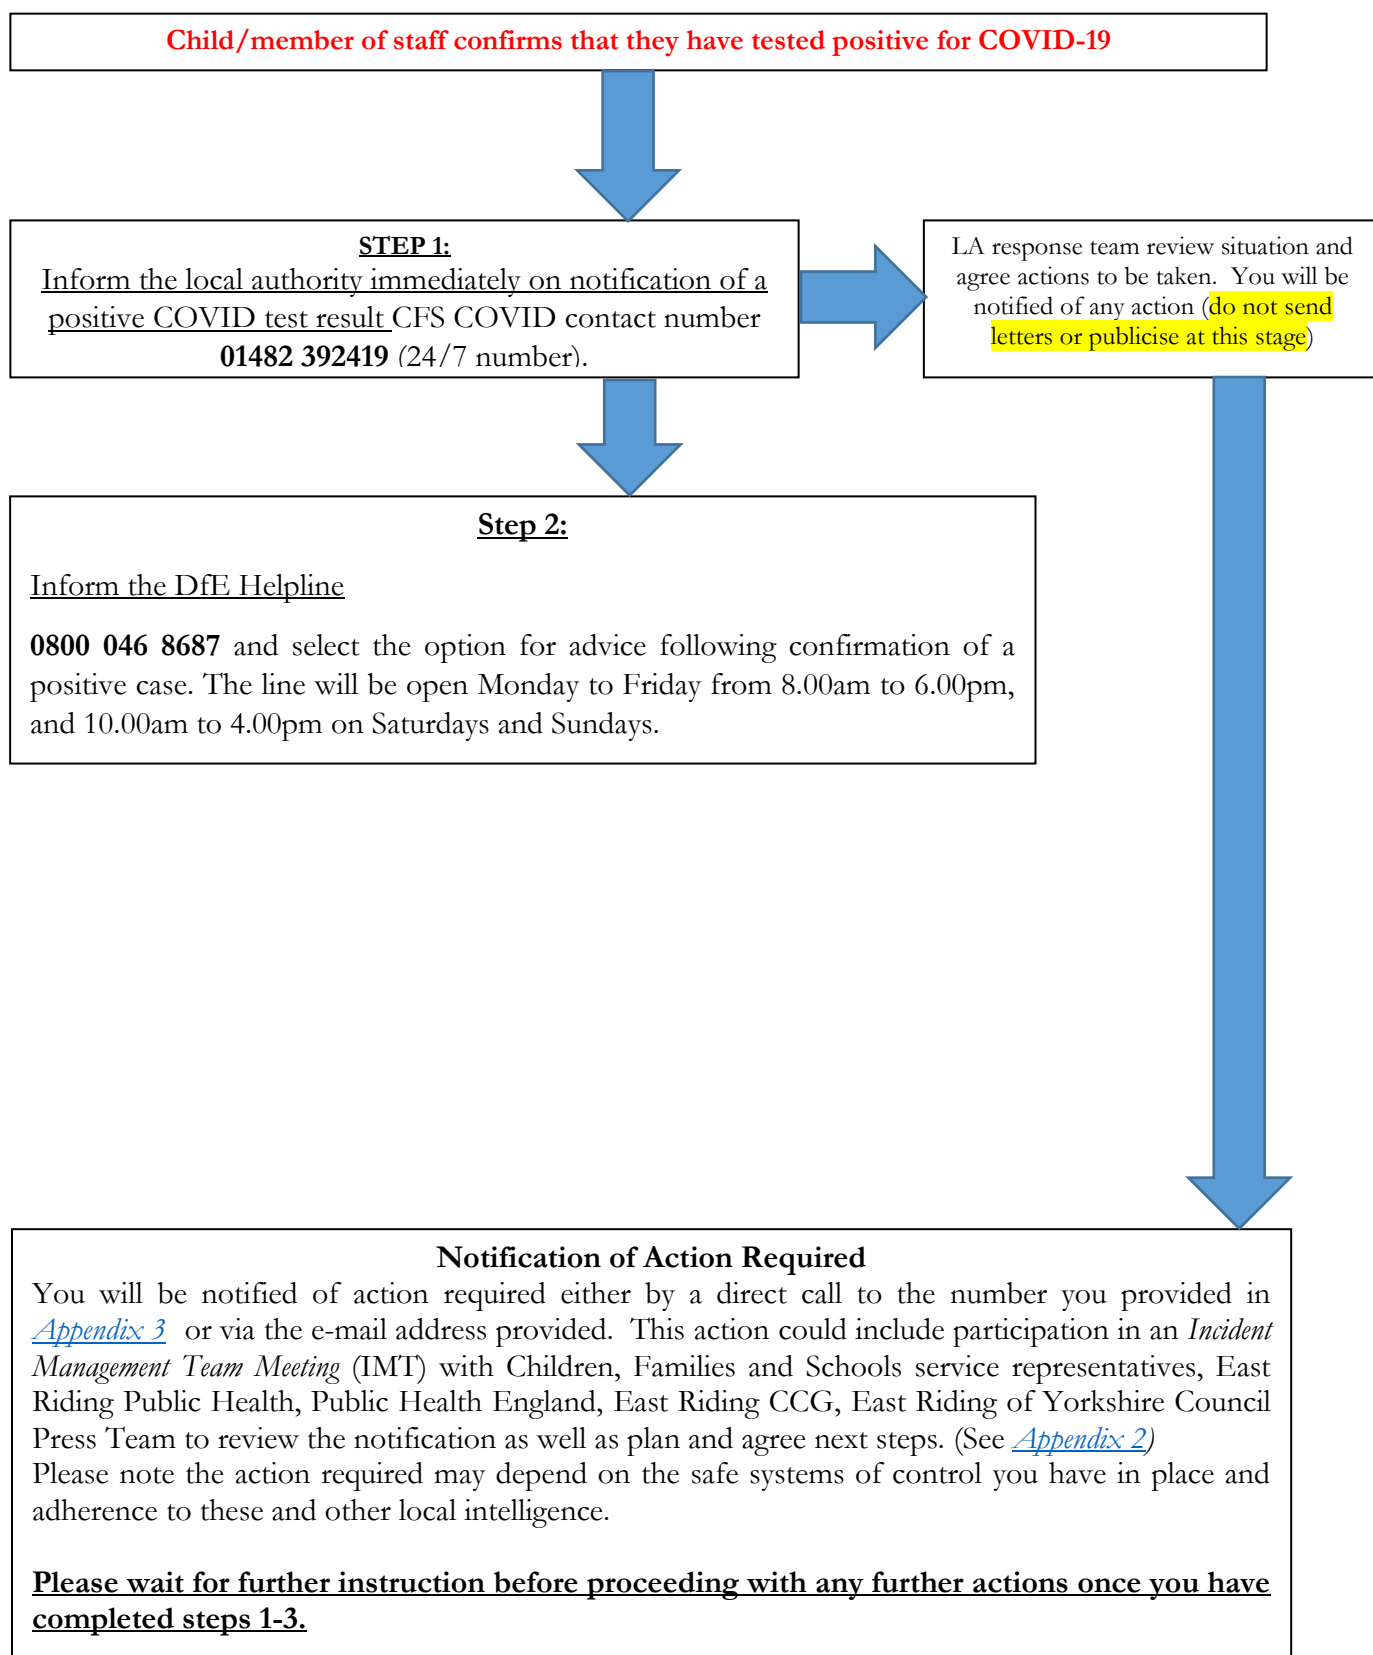 Child/member of staff confirms that they have tested positive for COVID-19
STEP 1:
Inform the local authority immediately on notification of a
positive COVID test result CFS COVID contact number
01482 392419 (24/7 number).
LA response team review situation and
agree actions to be taken.  You will be
notified of any action (do not send
letters or publicise at this stage)
Step 2:
Inform the DfE Helpline
0800 046 8687 and select the option for advice following confirmation of a
positive case. The line will be open Monday to Friday from 8.00am to 6.00pm,
and 10.00am to 4.00pm on Saturdays and Sundays.
Notification of Action Required
You will be notified of action required either by a direct call to the number you provided in
Appendix 3  or via the e-mail address provided.  This action could include participation in an Incident
Management Team Meeting (IMT) with Children, Families and Schools service representatives, East
Riding Public Health, Public Health England, East Riding CCG, East Riding of Yorkshire Council
Press Team to review the notification as well as plan and agree next steps. (See Appendix 2)
Please note the action required may depend on the safe systems of control you have in place and
adherence to these and other local intelligence.
Please wait for further instruction before proceeding with any further actions once you have
completed steps 1-3.